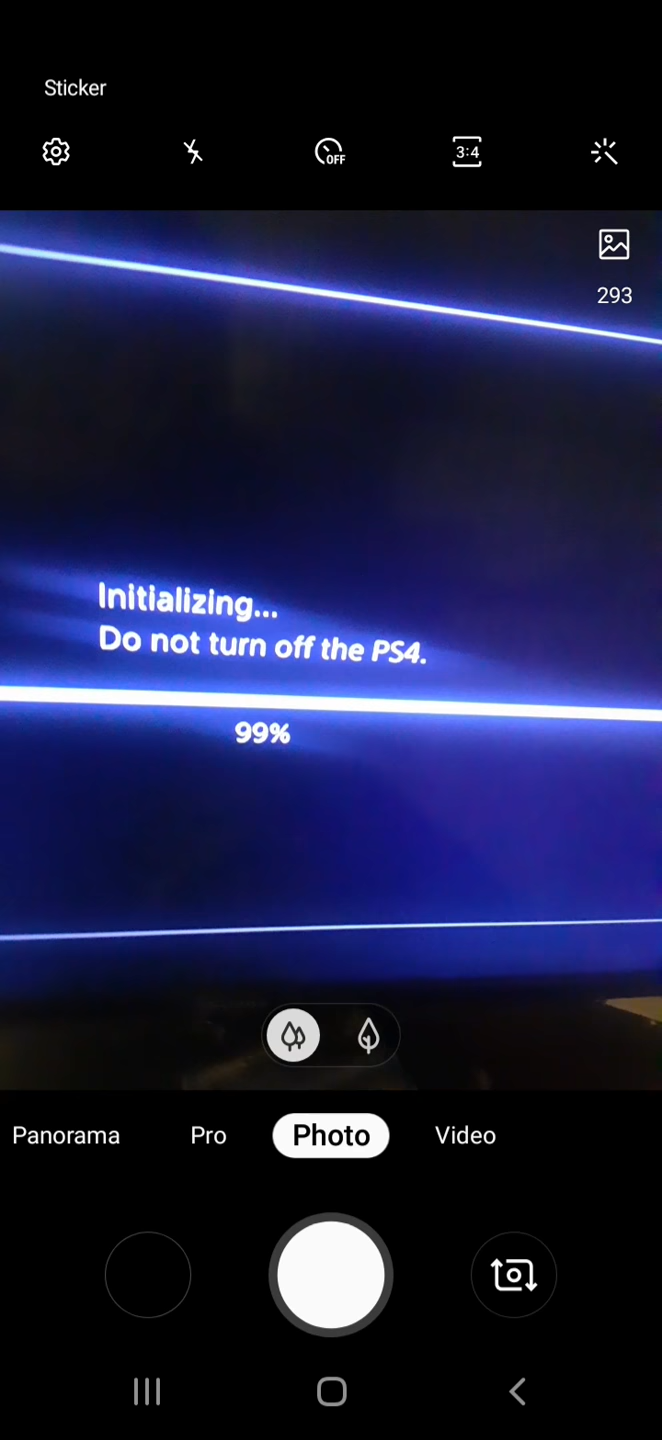 Sticker
OFF
3:4
293
Initializing...
Do not turn off the PS4.
99%
Panorama
Pro
Photo
Video